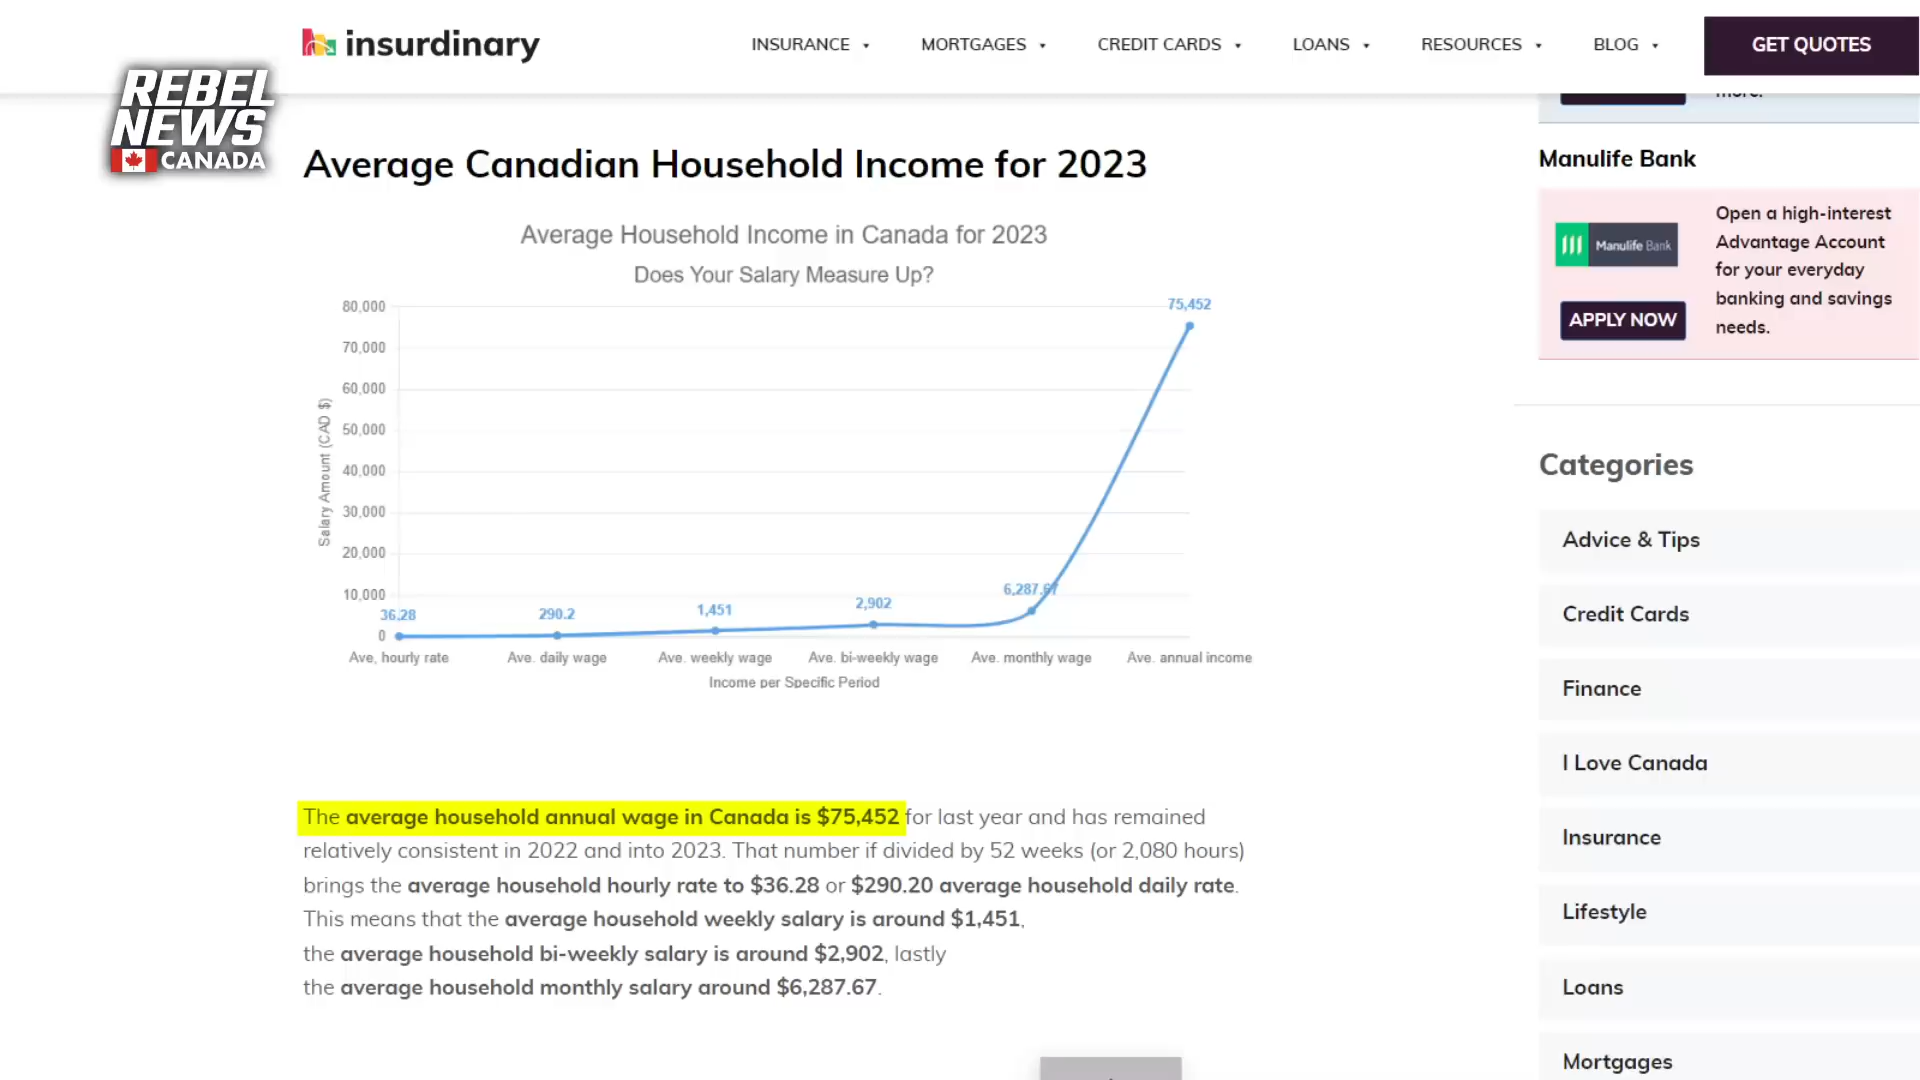 insurdinary
INSURANCE
MORTGAGES
CREDIT CARDS
LOANS
RESOURCES
BLOG
GET QUOTES
REBEL
NEWS
CANADA
Average Canadian Household Income for 2023
Average Household Income in Canada for 2023
Does Your Salary Measure Up?
Salary Amount (CAD $)
80,000
70,000
60,000
50,000
40,000
30,000
20,000
10,000
0
36.28
290.2
1,451
2,902
6,287.67
75,452
Ave, hourly rate
Ave. daily wage
Ave. weekly wage
Ave. bi-weekly wage
Ave. monthly wage
Ave. annual income
Income per Specific Period
The average household annual wage in Canada is $75,452 for last year and has remained
relatively consistent in 2022 and into 2023. That number if divided by 52 weeks (or 2,080 hours)
brings the average household hourly rate to $36.28 or $290.20 average household daily rate.
This means that the average household weekly salary is around $1,451,
the average household bi-weekly salary is around $2,902, lastly
the average household monthly salary around $6,287.67.
more.
Manulife Bank
Manulife Bank
Open a high-interest
Advantage Account
for your everyday
banking and savings
needs.
APPLY NOW
Categories
Advice & Tips
Credit Cards
Finance
I Love Canada
Insurance
Lifestyle
Loans
Mortgages